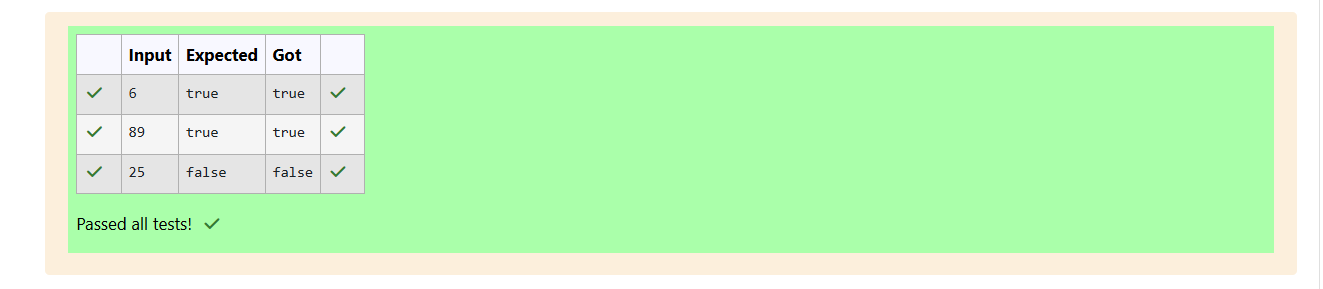 Input Expected Got
6 true true
89 true true
25 false false
Passed all tests!